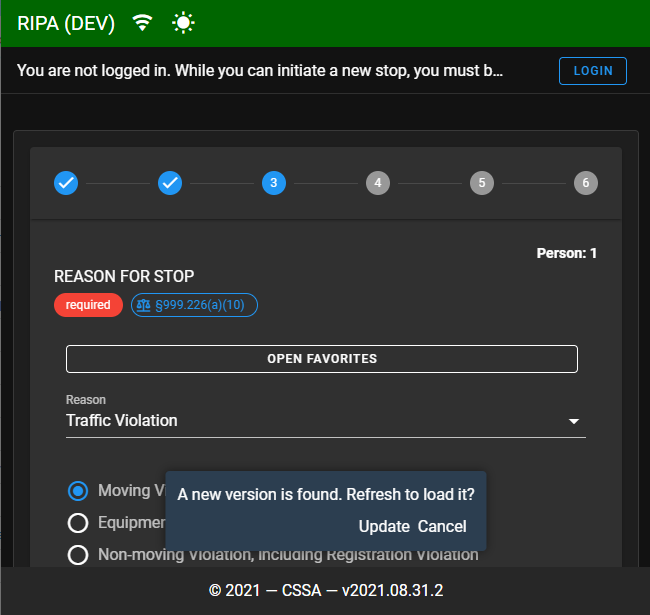 RIPA (DEV)
You are not logged in. While you can initiate a new stop, you must b...
LOGIN
3
4
5
6
Person: 1
REASON FOR STOP
required
§999.226(a)(10)
OPEN FAVORITES
Reason
Traffic Violation
Moving Vi
Equipmen
A new version is found. Refresh to load it?
Update Cancel
Non-moving Violation, Including Registration Violation
© 2021 — CSSA — v2021.08.31.2